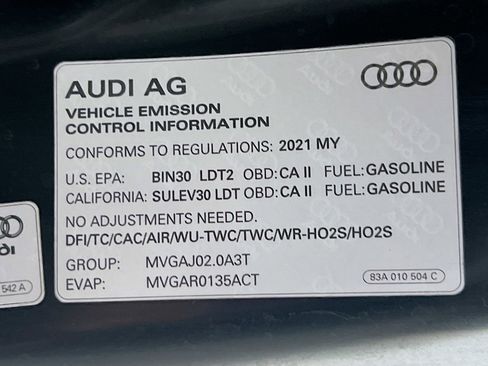 AUDI AG
VEHICLE EMISSION
CONTROL INFORMATION
CONFORMS TO REGULATIONS: 2021 MY
U.S. EPA: BIN30 LDT2 OBD:CA II FUEL:GASOLINE
CALIFORNIA: SULEV30 LDT OBD:CA II FUEL:GASOLINE
NO ADJUSTMENTS NEEDED.
DFI/TC/CAC/AIR/WU-TWC/TWC/WR-HO2S/HO2S
GROUP: MVGAJ02.0A3T
EVAP: MVGAR0135ACT
83A 010 504 C
542 A